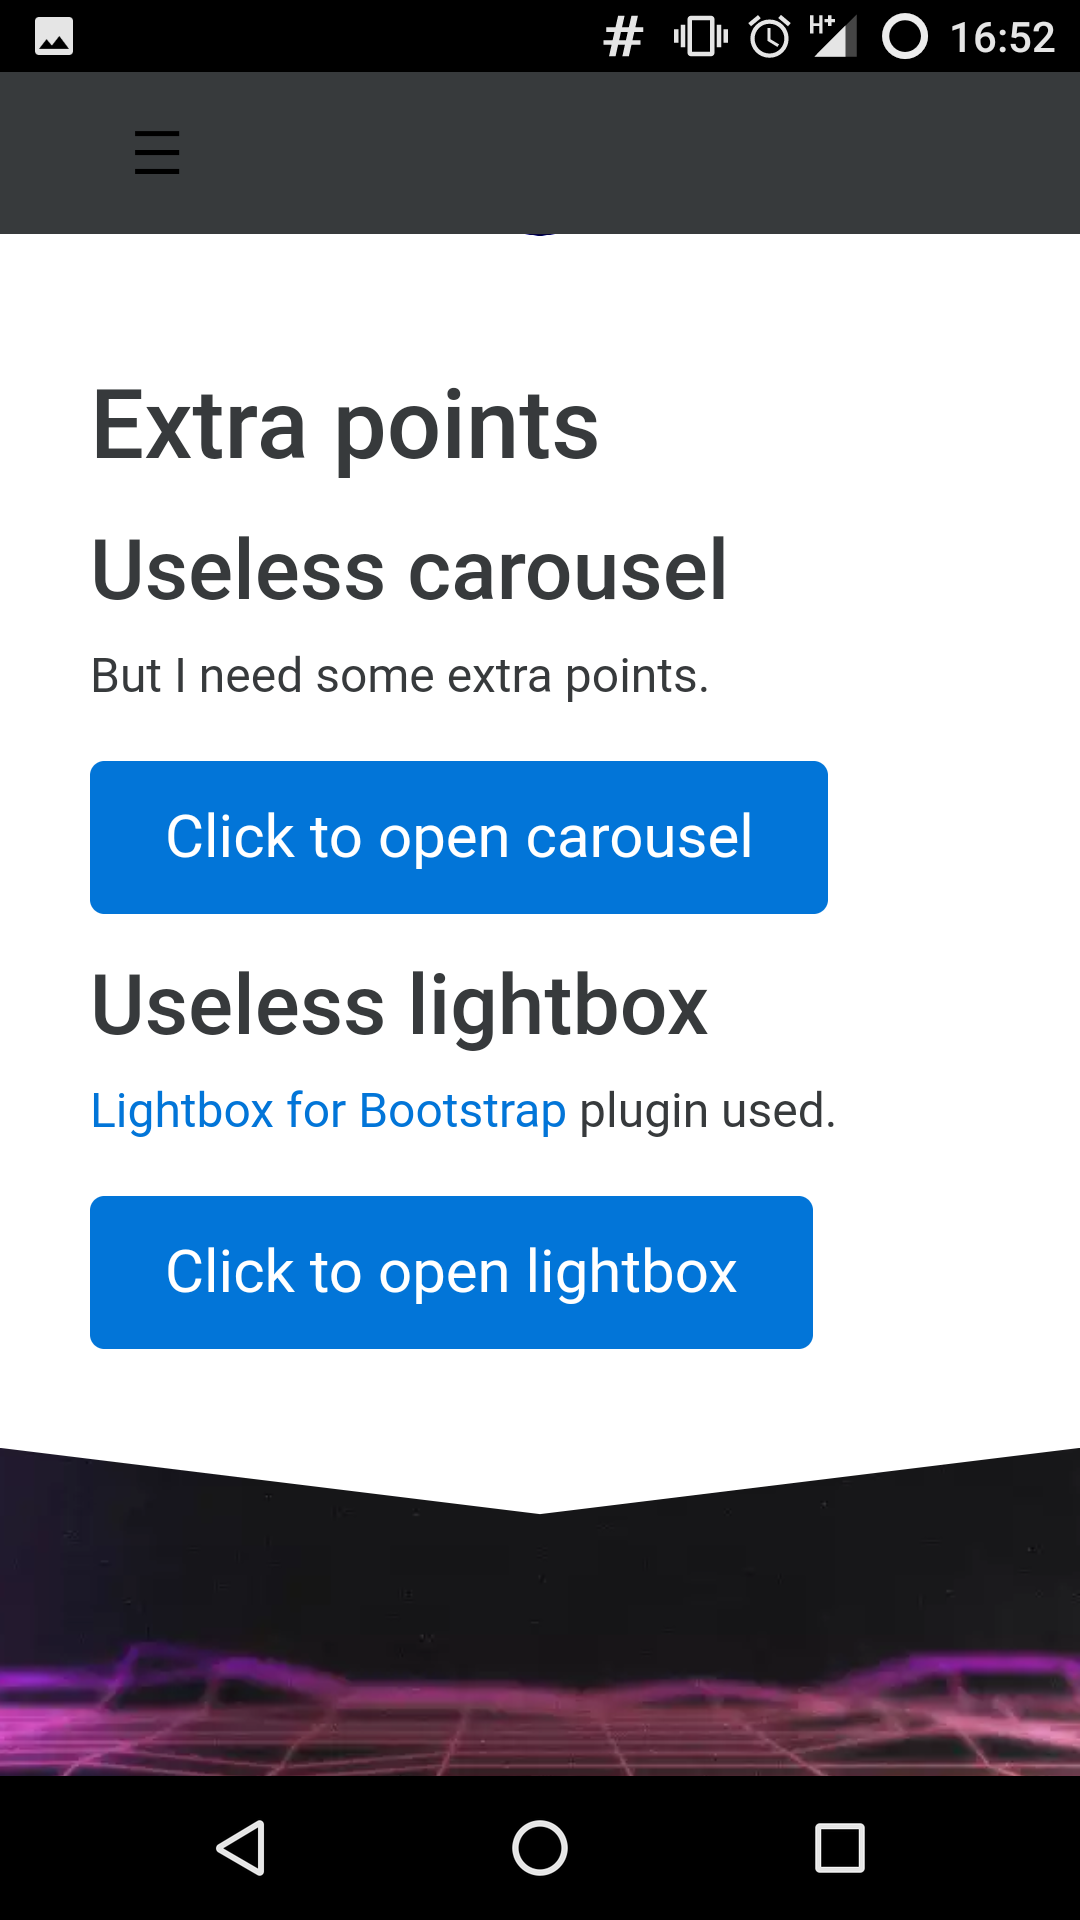 H+ 16:52
Extra points
Useless carousel
But I need some extra points.
Click to open carousel
Useless lightbox
Lightbox for Bootstrap plugin used.
Click to open lightbox